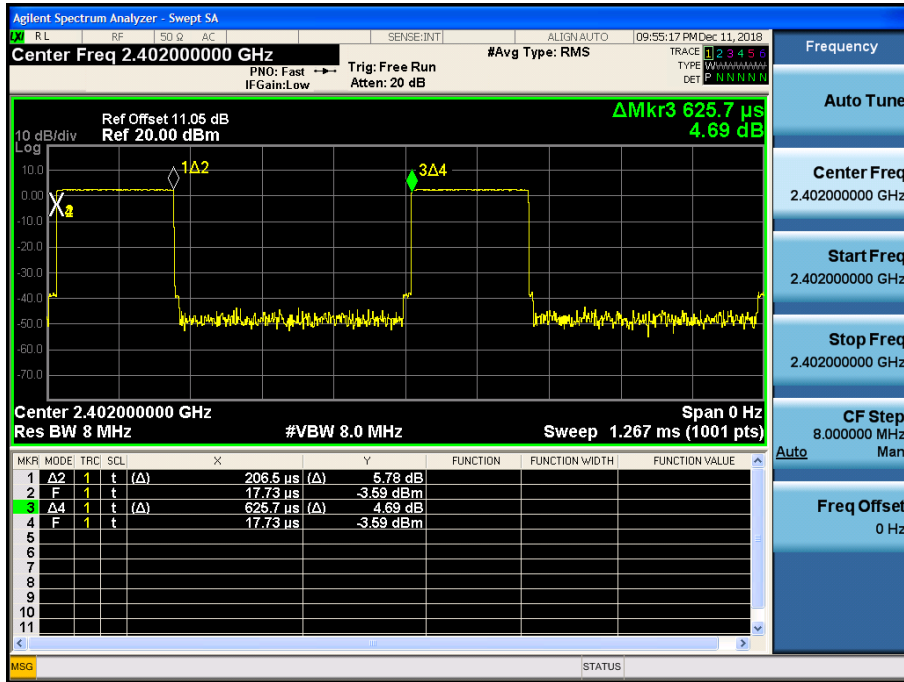 Agilent Spectrum Analyzer - Swept SA
LXI RL RF 50 Ω AC SENSE:INT ALIGN AUTO 09:55:17 PM Dec 11, 2018
Center Freq 2.402000000 GHz
PNO: Fast
IFGain:Low
Trig: Free Run
Atten: 20 dB
#Avg Type: RMS
TRACE 1 2 3 4 5 6
TYPE WWWWWW
DET P N N N N N
ΔMkr3 625.7 µs
4.69 dB
Ref Offset 11.05 dB
10 dB/div Ref 20.00 dBm
Log
10.0
0.00
-10.0
-20.0
-30.0
-40.0
-50.0
-60.0
-70.0
1Δ2
3Δ4
Center 2.402000000 GHz Span 0 Hz
Res BW 8 MHz #VBW 8.0 MHz Sweep 1.267 ms (1001 pts)
MKR MODE TRC SCL X Y FUNCTION FUNCTION WIDTH FUNCTION VALUE
1 Δ2 1 t (Δ) 206.5 µs (Δ) 5.78 dB
2 F 1 t 17.73 µs -3.59 dBm
3 Δ4 1 t (Δ) 625.7 µs (Δ) 4.69 dB
4 F 1 t 17.73 µs -3.59 dBm
5
6
7
8
9
10
11
MSG STATUS
Frequency
Auto Tune
Center Freq
2.402000000 GHz
Start Freq
2.402000000 GHz
Stop Freq
2.402000000 GHz
CF Step
8.000000 MHz
Auto Man
Freq Offset
0 Hz